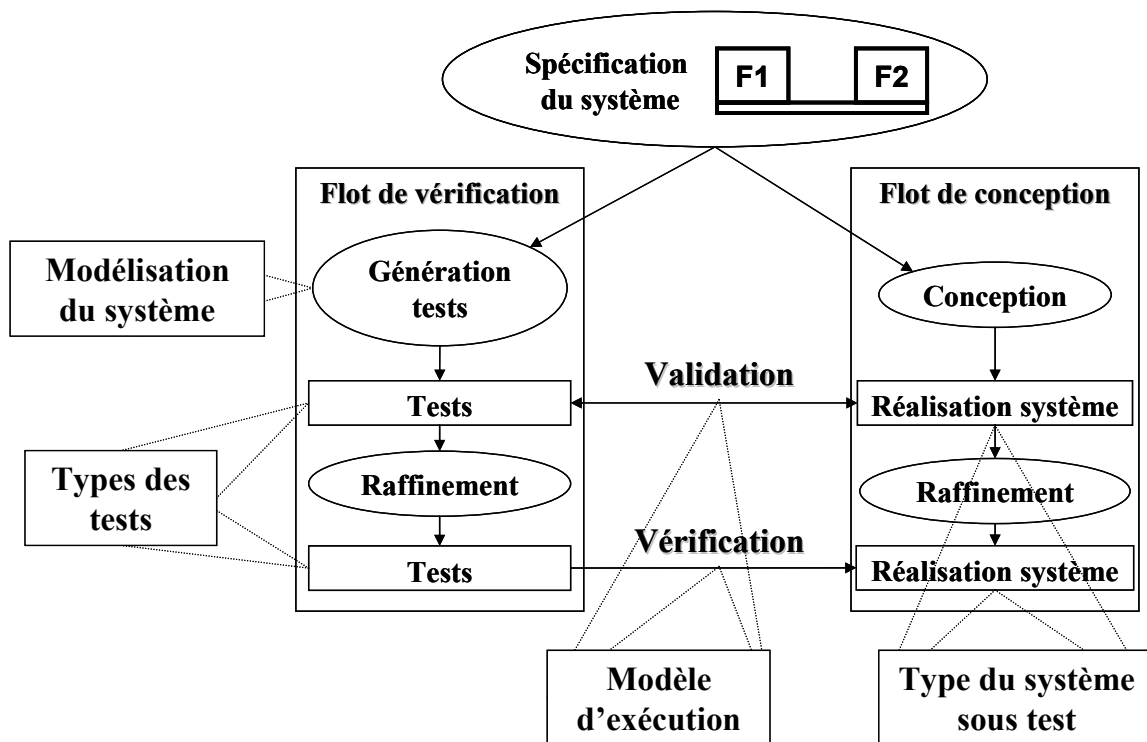 Spécification
du système
F1
F2
Flot de vérification
Flot de conception
Modélisation
du système
Génération
tests
Conception
Validation
Tests
Réalisation système
Types des
tests
Raffinement
Raffinement
Vérification
Tests
Réalisation système
Modèle
d’exécution
Type du système
sous test